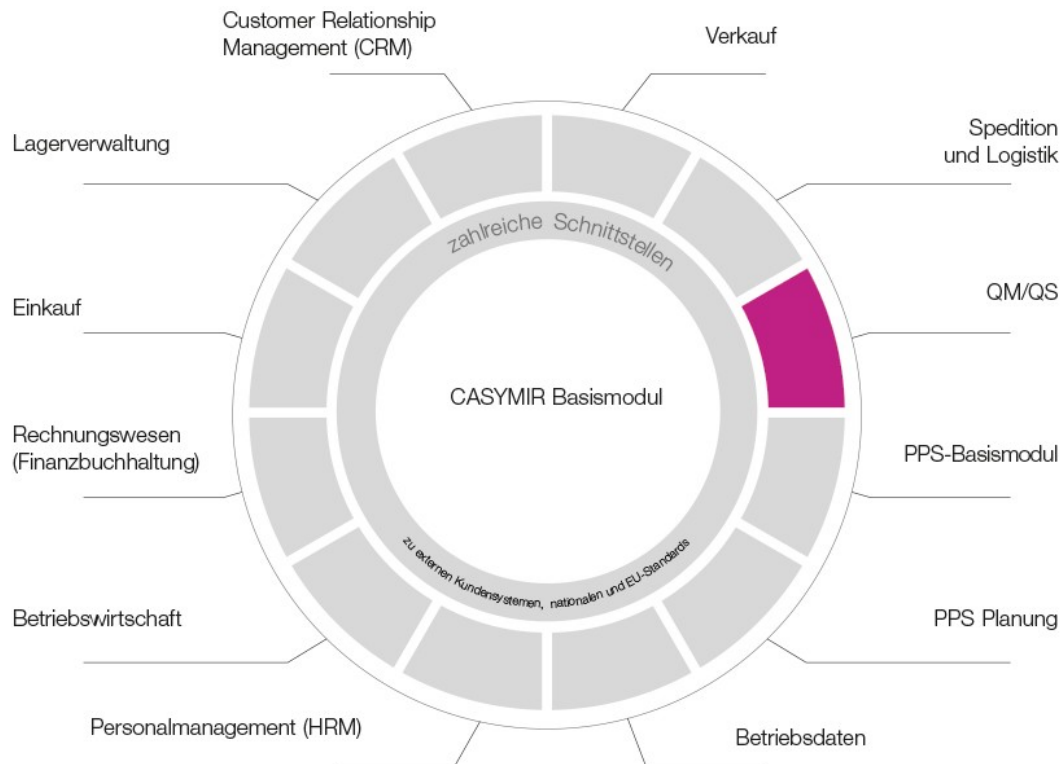 Customer Relationship
Management (CRM)
Verkauf
Lagerverwaltung
Spedition
und Logistik
zahlreiche Schnittstellen
Einkauf
QM/QS
CASYMIR Basismodul
Rechnungswesen
(Finanzbuchhaltung)
PPS-Basismodul
zu externen Kundensystemen, nationalen und EU-Standards
Betriebswirtschaft
PPS Planung
Personalmanagement (HRM)
Betriebsdaten